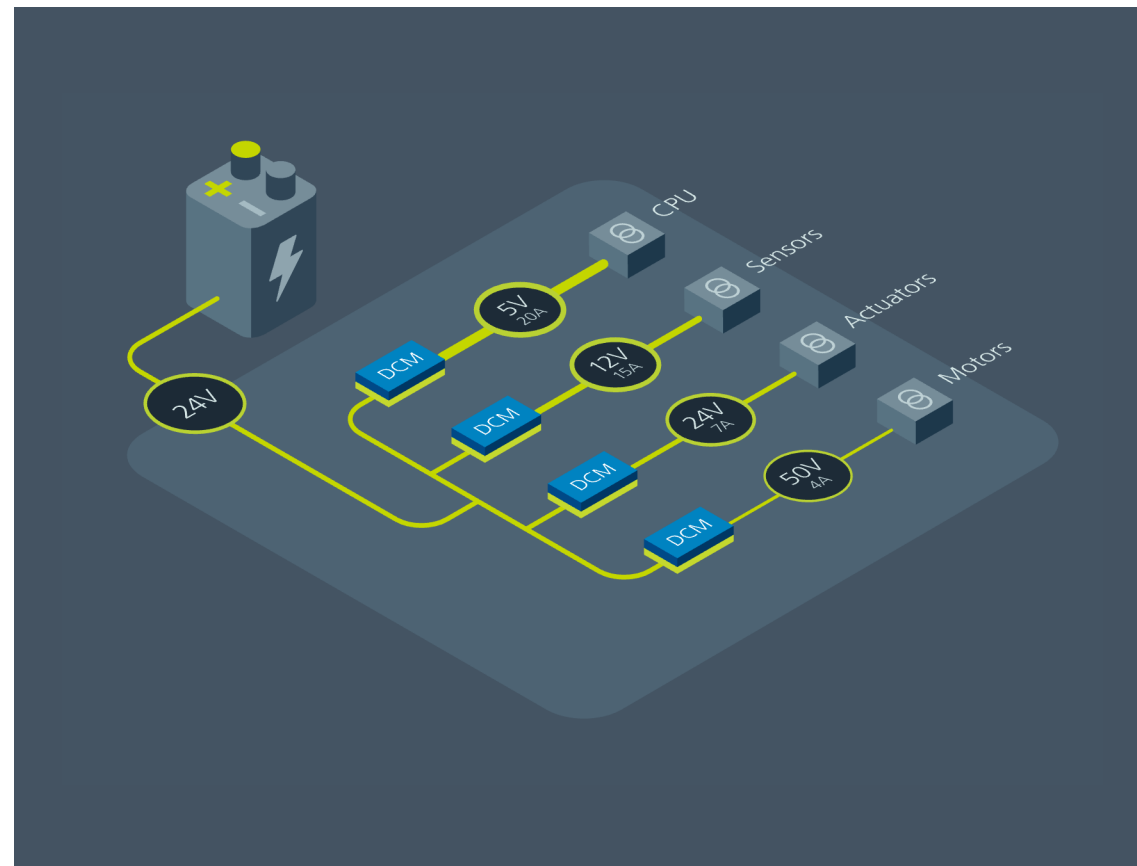 CPU
Sensors
Actuators
Motors
5V
20A
12V
15A
24V
7A
50V
4A
DCM
DCM
DCM
DCM
24V